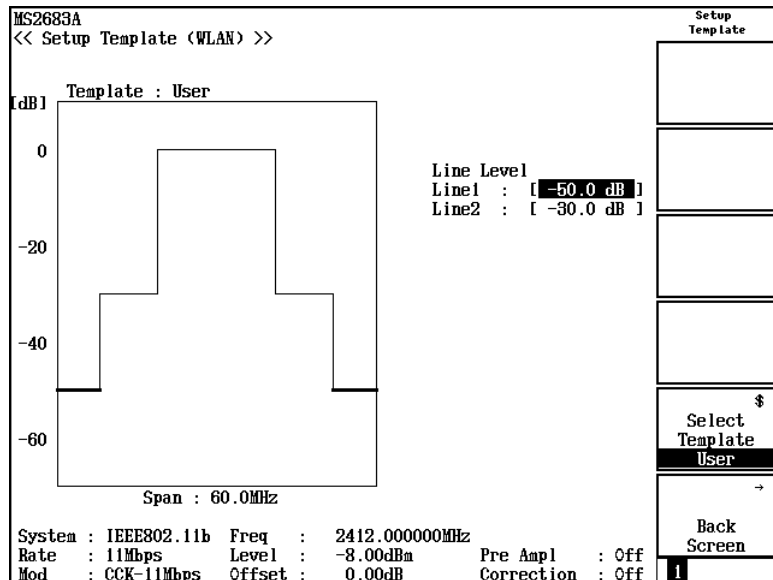 MS2683A
<< Setup Template (WLAN) >>
Setup
Template
Template : User
[dB]
0
-20
-40
-60
Line Level
Line1 : [ -50.0 dB ]
Line2 : [ -30.0 dB ]
Span : 60.0MHz
$
Select
Template
User
→
Back
Screen
1
System : IEEE802.11b Freq : 2412.000000MHz
Rate : 11Mbps Level : -8.00dBm Pre Ampl : Off
Mod : CCK-11Mbps Offset : 0.00dB Correction : Off